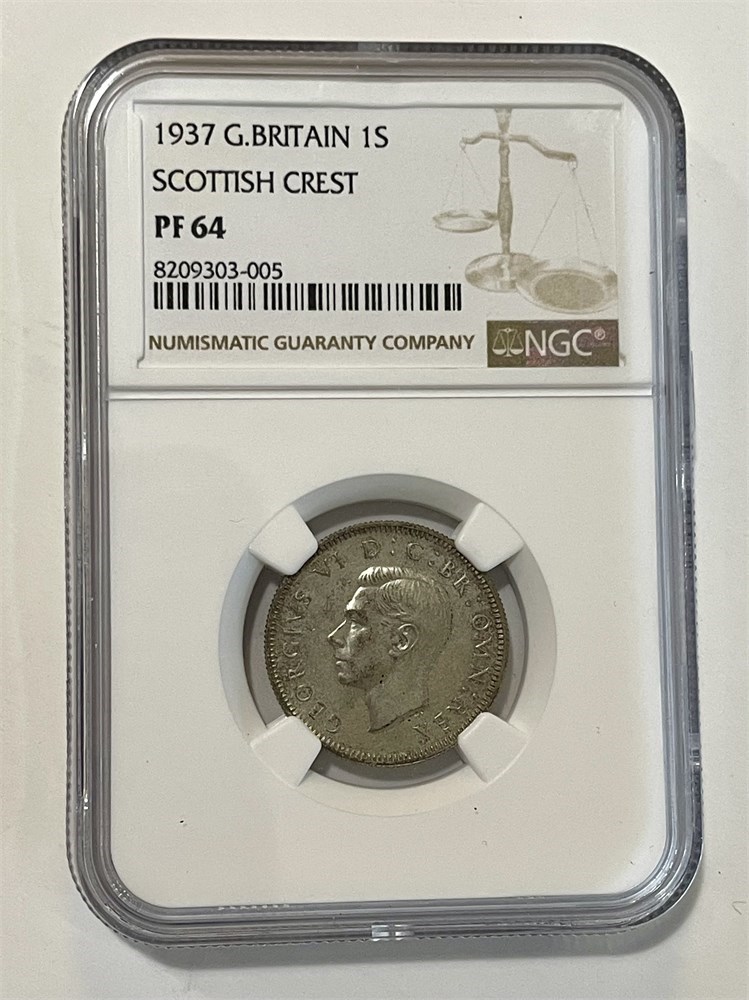 1937 G.BRITAIN 1S
SCOTTISH CREST
PF 64
8209303-005
NUMISMATIC GUARANTY COMPANY
NGC®
GEORGIVS VI D:G:BR:OMN:REX